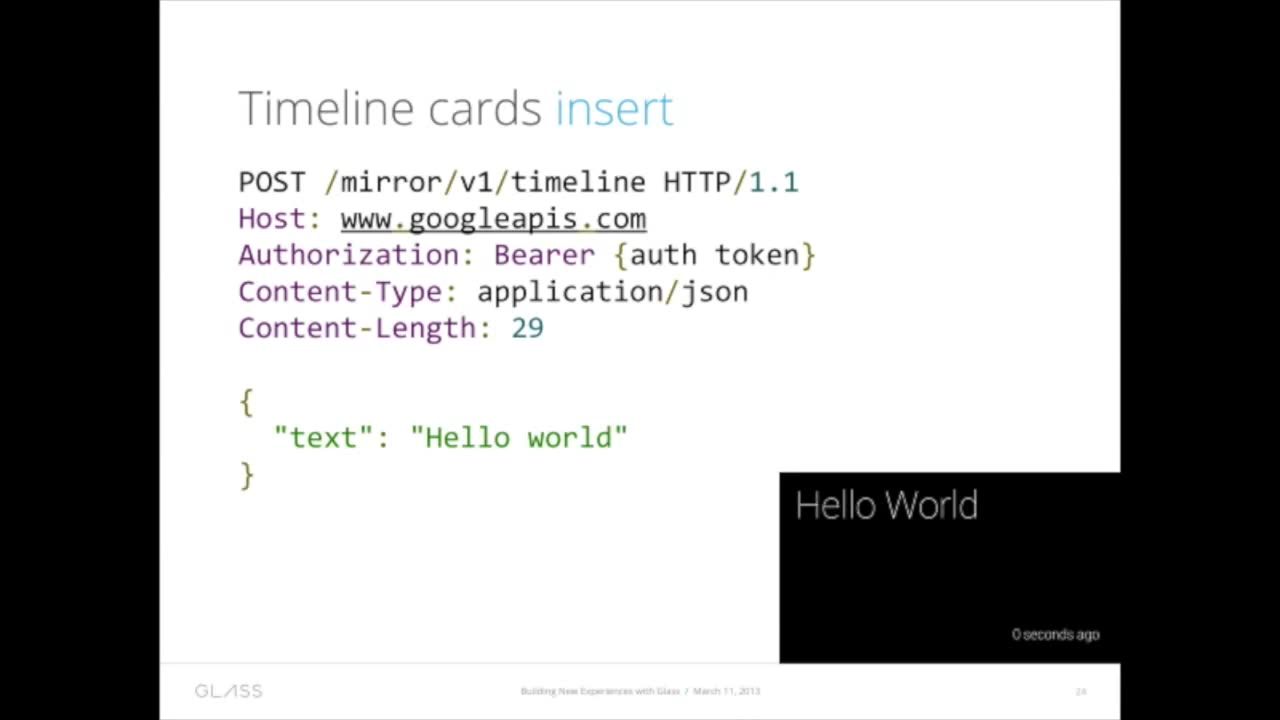 Timeline cards insert
POST /mirror/v1/timeline HTTP/1.1
Host: www.googleapis.com
Authorization: Bearer {auth token}
Content-Type: application/json
Content-Length: 29
{
"text": "Hello world"
}
Hello World
0 seconds ago
GLASS
Building New Experiences with Glass / March 11, 2013
24